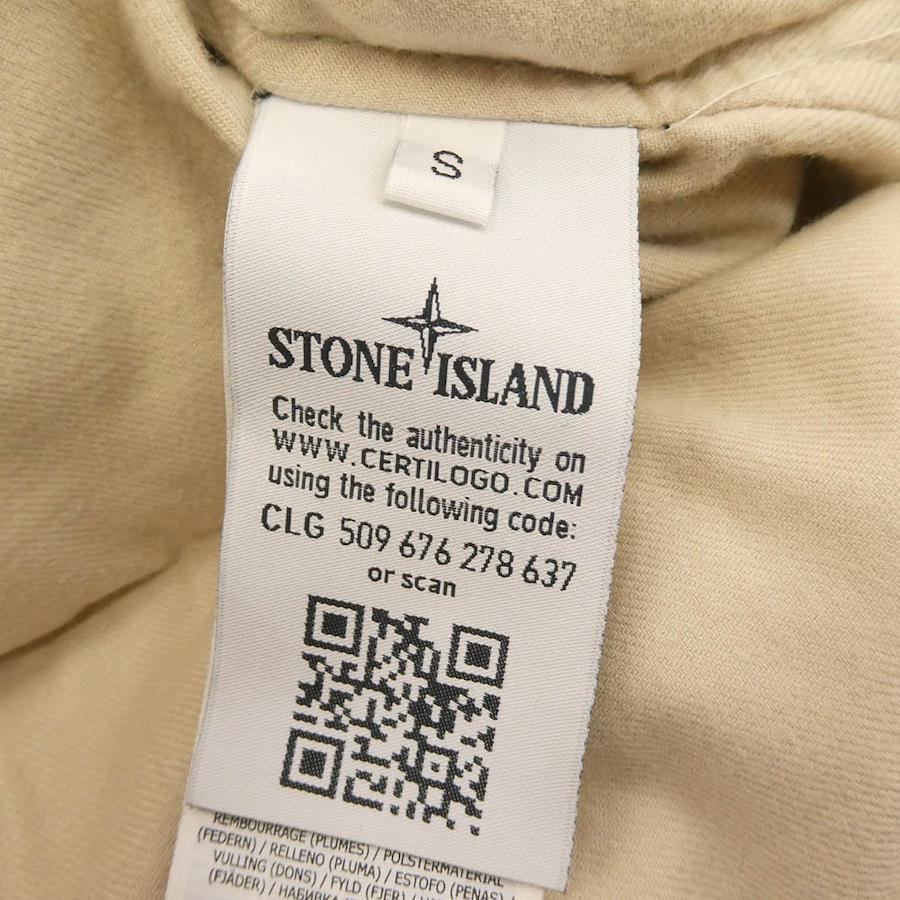 S
STONE ISLAND
Check the authenticity on
WWW.CERTILOGO.COM
using the following code:
CLG 509 676 278 637
or scan
REMBOURRAGE (PLUMES) / POLSTERMATERIAL
(FEDERN) / RELLENO (PLUMA) / ESTOFO (PENAS) /
VULLING (DONS) / FYLD (FJER) /
(FJÄDER) / НАБИВКА